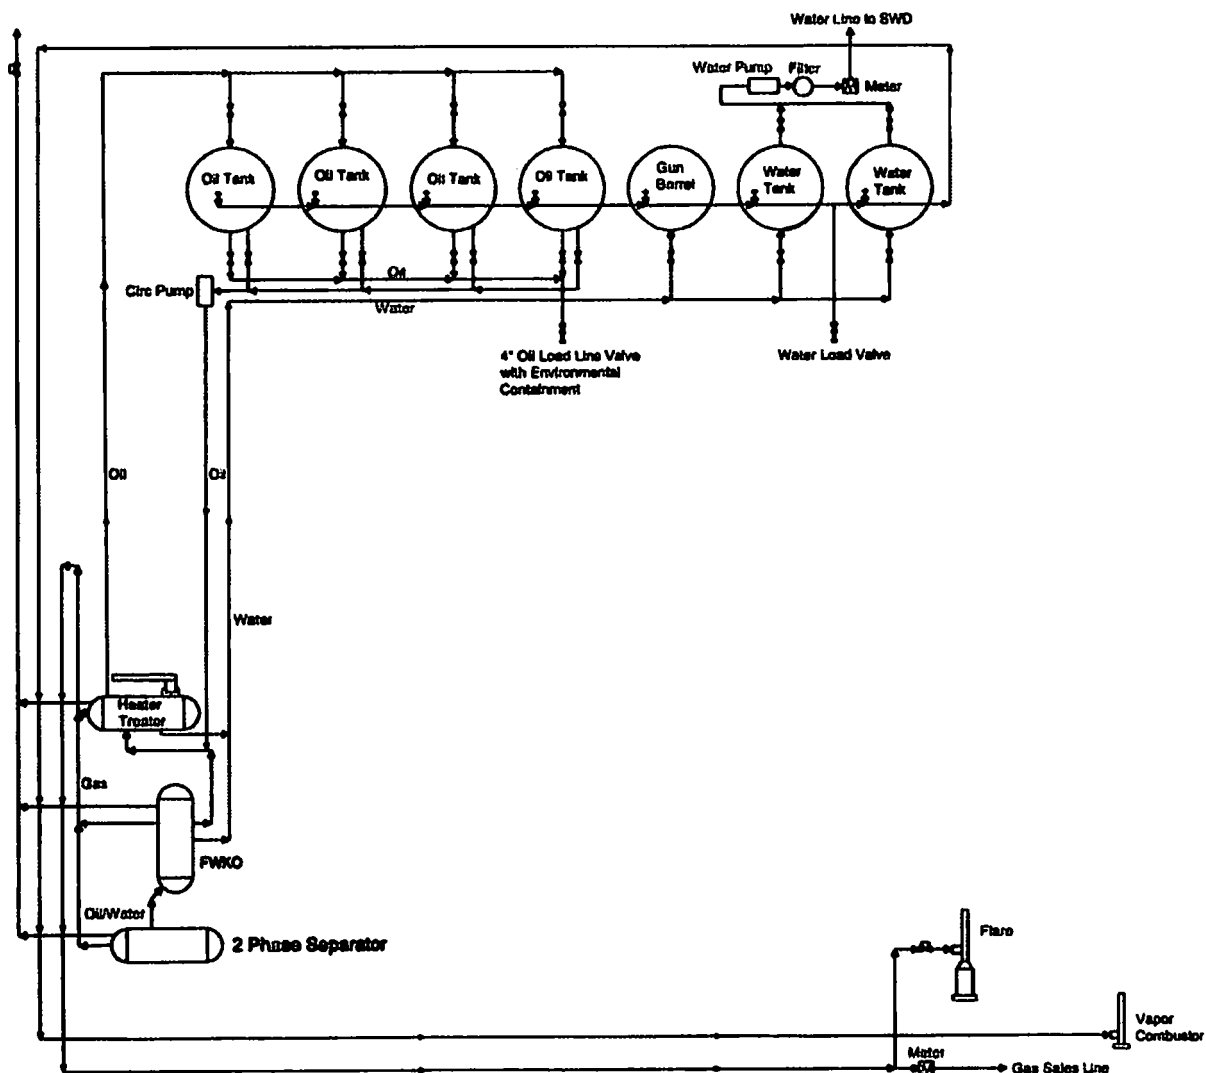 Water Line to SWD
Water Pump
Filter
Meter
Oil Tank
Oil Tank
Oil Tank
Oil Tank
Gun
Barrel
Water
Tank
Water
Tank
Oil
Circ Pump
Water
4" Oil Load Line Valve
with Environmental
Containment
Water Load Valve
Oil
Oil
Water
Heater
Treater
Gas
FWKO
Oil/Water
2 Phase Separator
Flare
Vapor
Combustor
Meter
Gas Sales Line